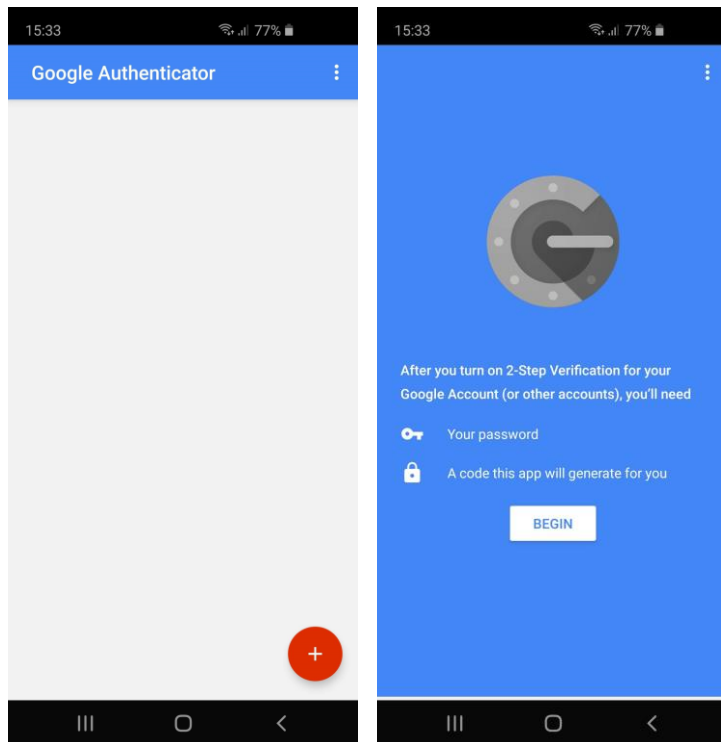 15:33 77%
Google Authenticator
15:33 77%
After you turn on 2-Step Verification for your
Google Account (or other accounts), you'll need
Your password
A code this app will generate for you
BEGIN